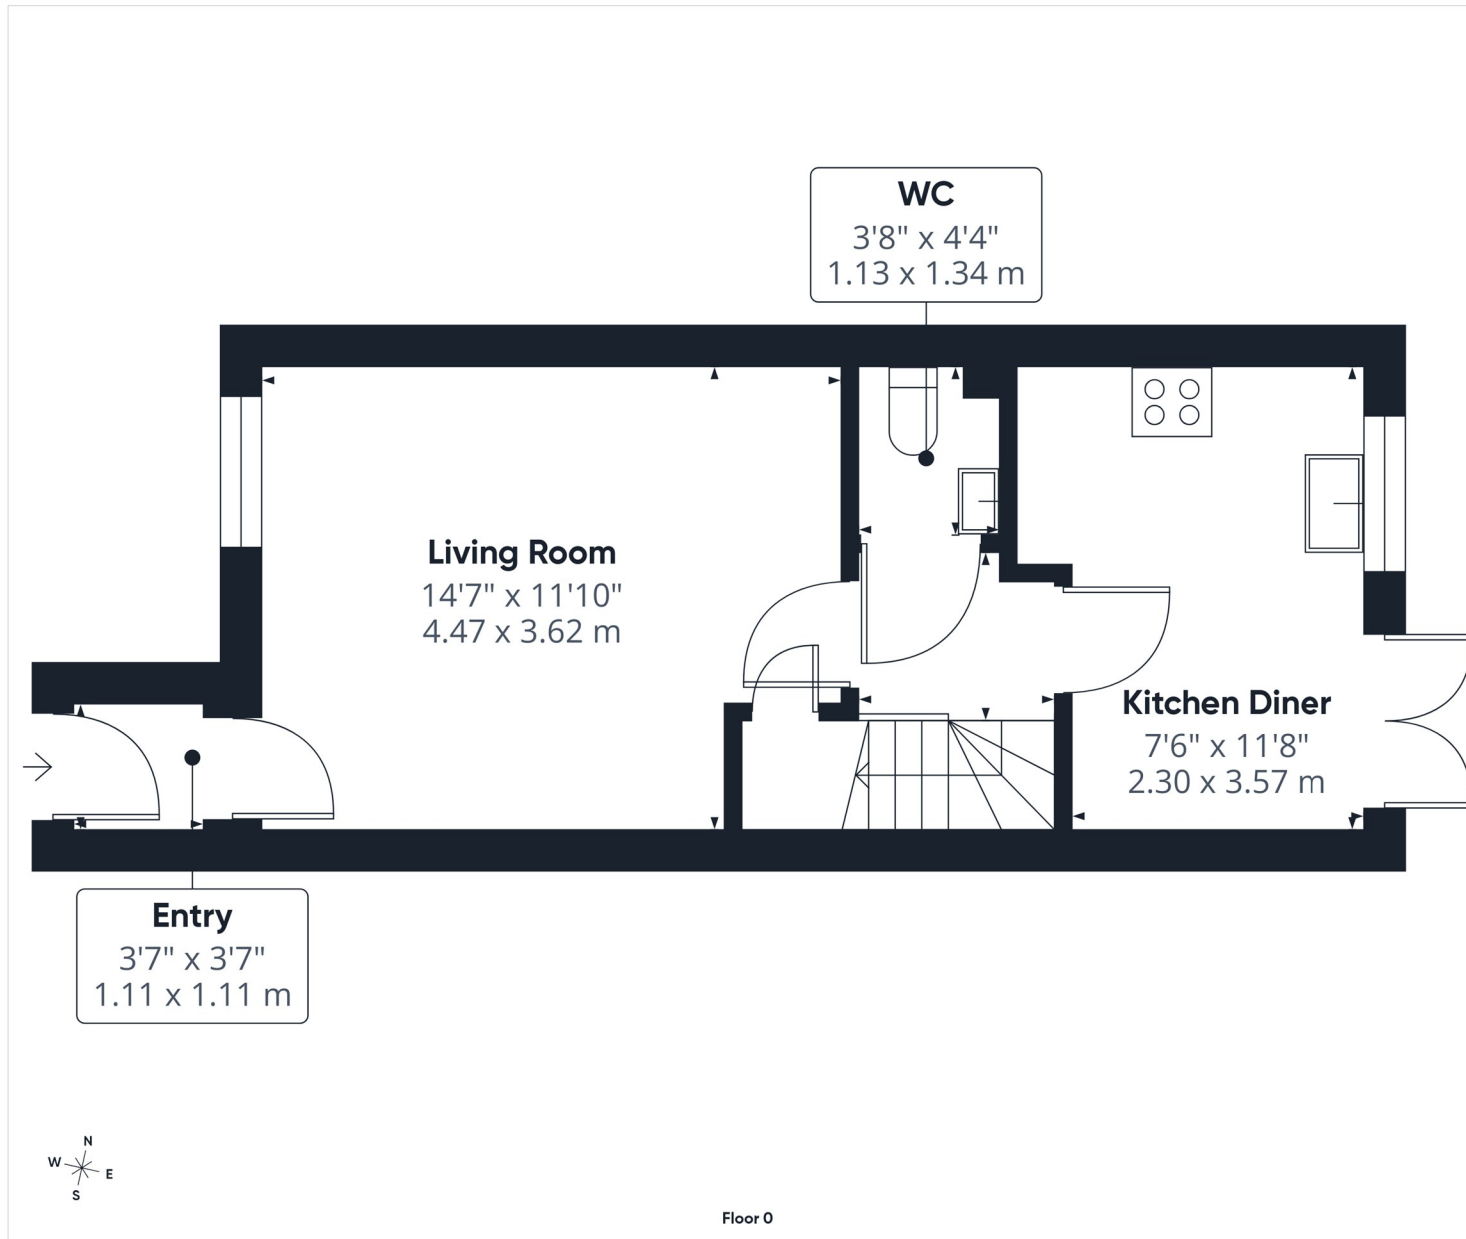 WC
3'8" x 4'4"
1.13 x 1.34 m
Living Room
14'7" x 11'10"
4.47 x 3.62 m
Kitchen Diner
7'6" x 11'8"
2.30 x 3.57 m
Entry
3'7" x 3'7"
1.11 x 1.11 m
N
W
E
S
Floor 0